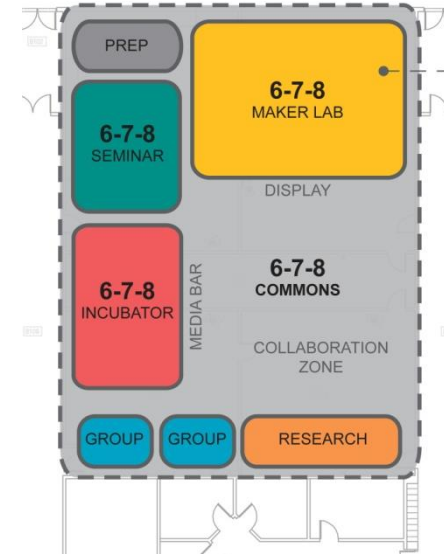 PREP
6-7-8
MAKER LAB
6-7-8
SEMINAR
DISPLAY
6-7-8
INCUBATOR
MEDIA BAR
6-7-8
COMMONS
COLLABORATION
ZONE
GROUP
GROUP
RESEARCH